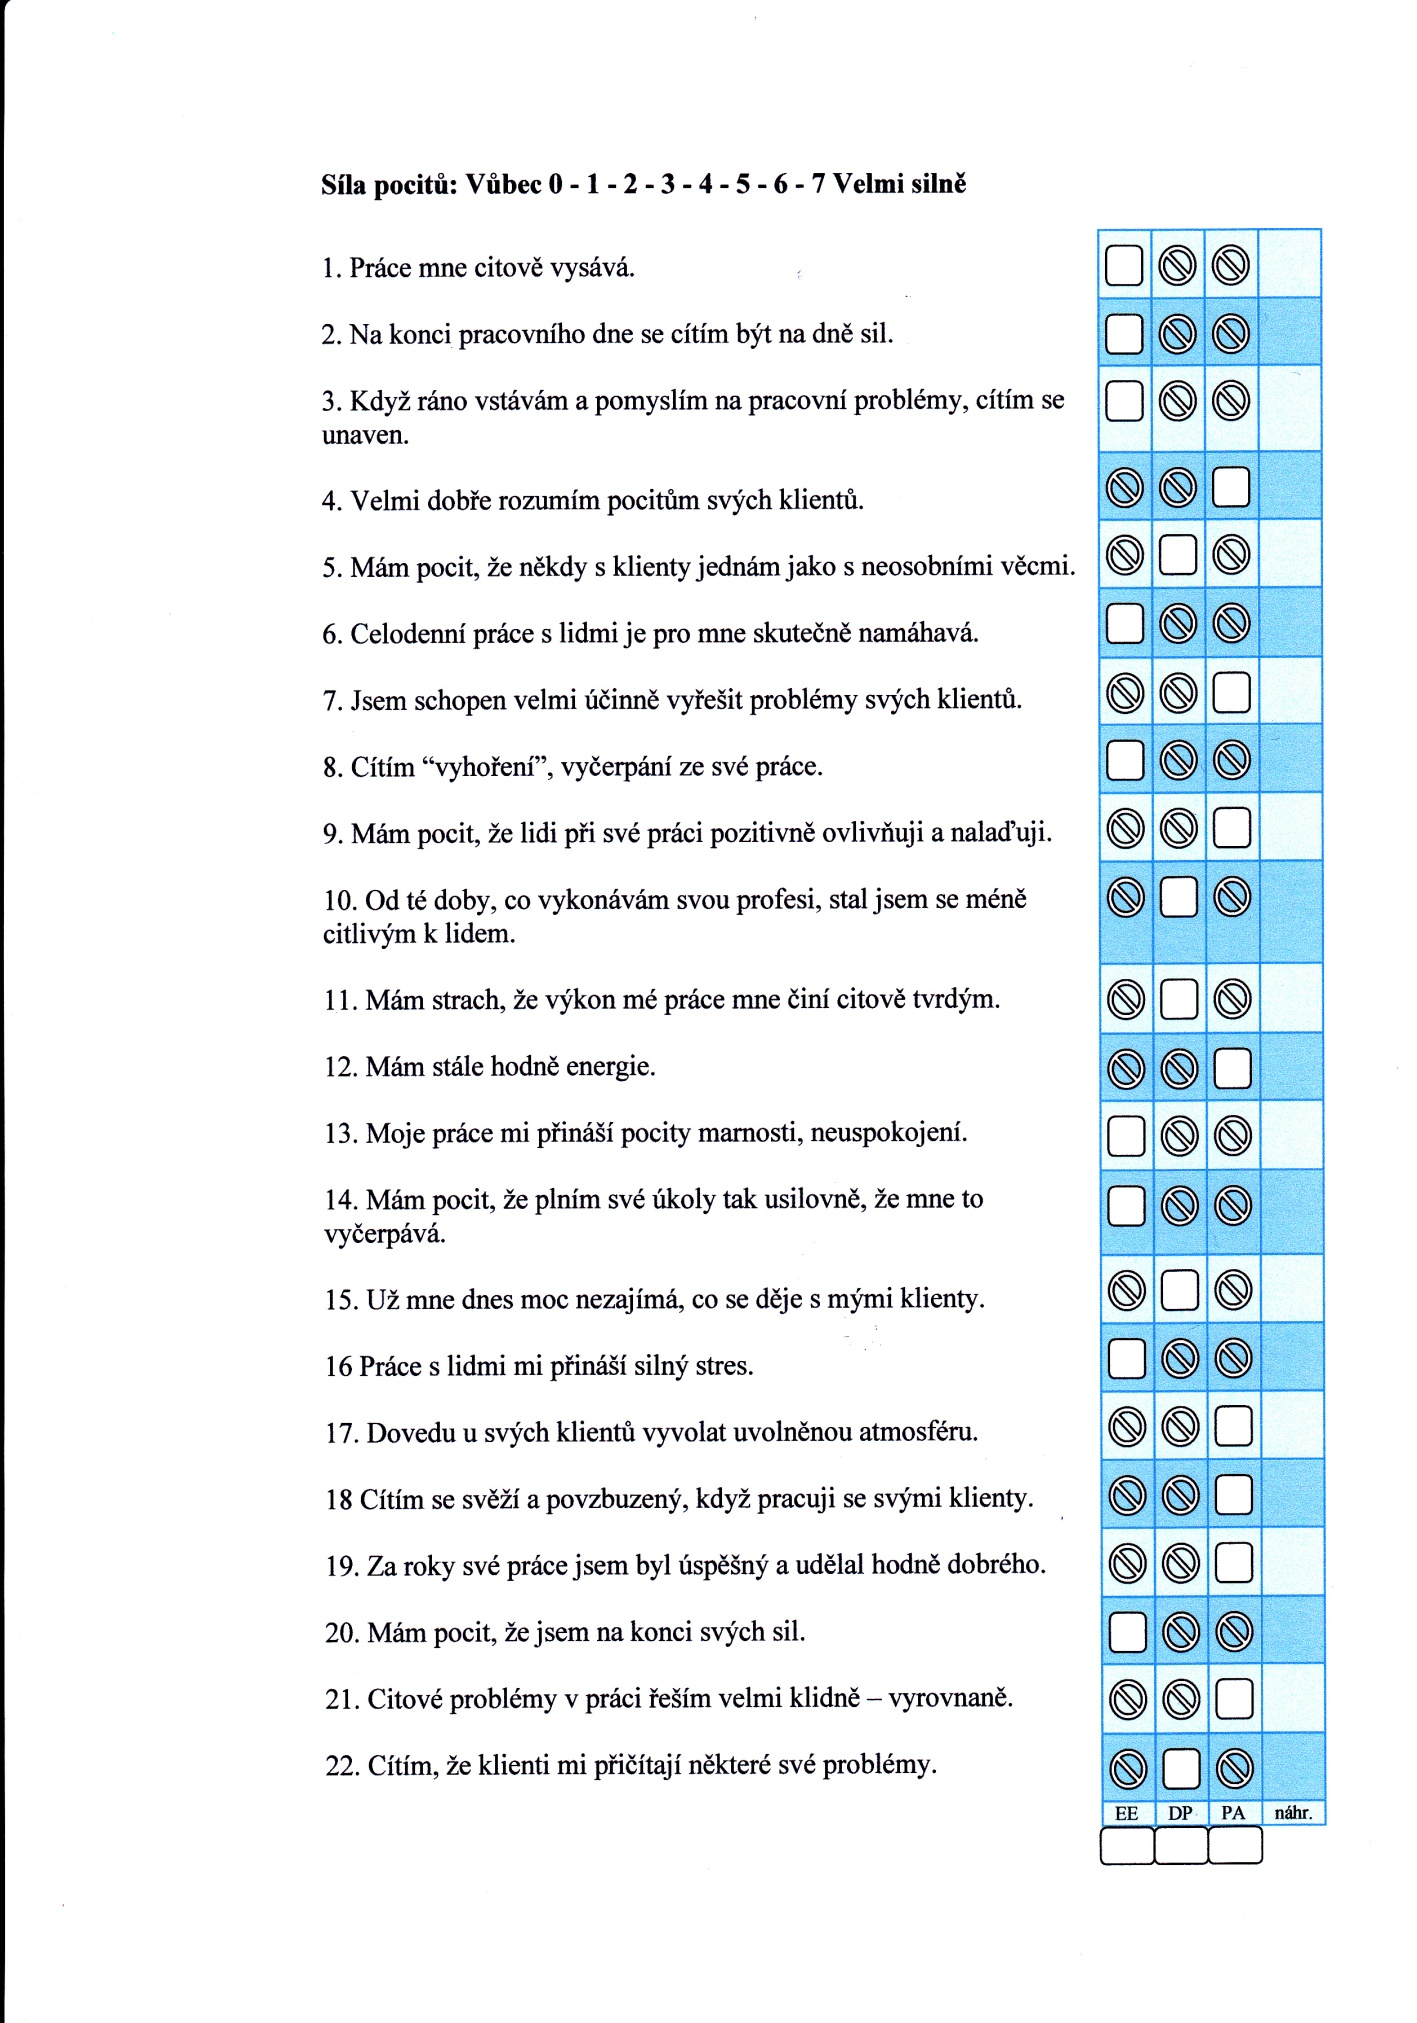 Síla pocitů: Vůbec 0 - 1 - 2 - 3 - 4 - 5 - 6 - 7 Velmi silně
1. Práce mne citově vysává.
2. Na konci pracovního dne se cítím být na dně sil.
3. Když ráno vstávám a pomyslím na pracovní problémy, cítím se
unaven.
4. Velmi dobře rozumím pocitům svých klientů.
5. Mám pocit, že někdy s klienty jednám jako s neosobními věcmi.
6. Celodenní práce s lidmi je pro mne skutečně namáhavá.
7. Jsem schopen velmi účinně vyřešit problémy svých klientů.
8. Cítím “vyhoření”, vyčerpání ze své práce.
9. Mám pocit, že lidi při své práci pozitivně ovlivňuji a nalaďuji.
10. Od té doby, co vykonávám svou profesi, stal jsem se méně
citlivým k lidem.
11. Mám strach, že výkon mé práce mne činí citově tvrdým.
12. Mám stále hodně energie.
13. Moje práce mi přináší pocity marnosti, neuspokojení.
14. Mám pocit, že plním své úkoly tak usilovně, že mne to
vyčerpává.
15. Už mne dnes moc nezajímá, co se děje s mými klienty.
16 Práce s lidmi mi přináší silný stres.
17. Dovedu u svých klientů vyvolat uvolněnou atmosféru.
18 Cítím se svěží a povzbuzený, když pracuji se svými klienty.
19. Za roky své práce jsem byl úspěšný a udělal hodně dobrého.
20. Mám pocit, že jsem na konci svých sil.
21. Citové problémy v práci řeším velmi klidně – vyrovnaně.
22. Cítím, že klienti mi přičítají některé své problémy.
EE DP PA náhr.